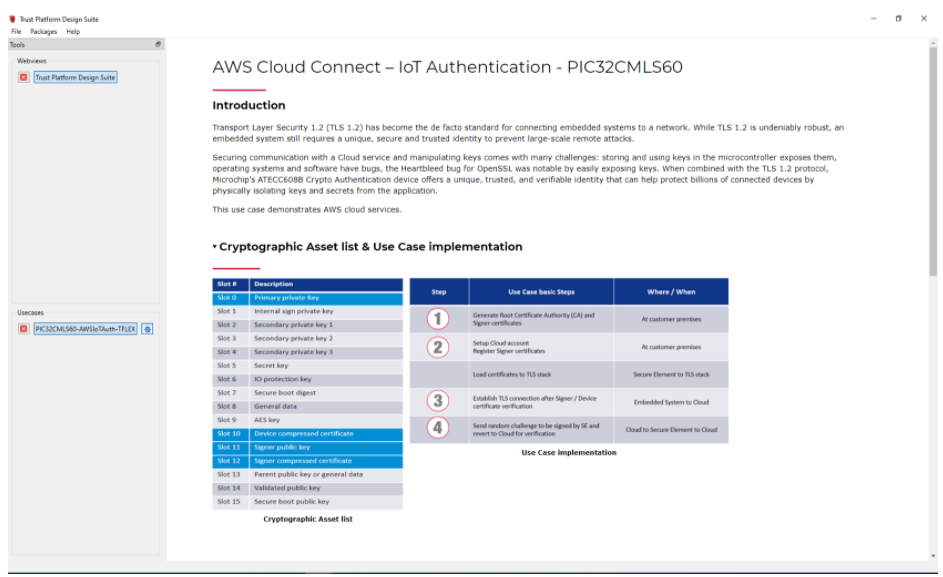 Trust Platform Design Suite
File Packages Help
Tools
Webviews
Trust Platform Design Suite
Usecases
PIC32CMLS60-AWSIoTAuth-TFLEX
AWS Cloud Connect – IoT Authentication - PIC32CMLS60
Introduction
Transport Layer Security 1.2 (TLS 1.2) has become the de facto standard for connecting embedded systems to a network. While TLS 1.2 is undeniably robust, an
embedded system still requires a unique, secure and trusted identity to prevent large-scale remote attacks.
Securing communication with a Cloud service and manipulating keys comes with many challenges: storing and using keys in the microcontroller exposes them,
operating systems and software have bugs, the Heartbleed bug for OpenSSL was notable by easily exposing keys. When combined with the TLS 1.2 protocol,
Microchip's ATECC608B Crypto Authentication device offers a unique, trusted, and verifiable identity that can help protect billions of connected devices by
physically isolating keys and secrets from the application.
This use case demonstrates AWS cloud services.
Cryptographic Asset list & Use Case implementation
Slot # Description
Slot 0 Primary private Key
Slot 1 Internal sign private key
Slot 2 Secondary private key 1
Slot 3 Secondary private key 2
Slot 4 Secondary private key 3
Slot 5 Secret key
Slot 6 IO protection key
Slot 7 Secure boot digest
Slot 8 General data
Slot 9 AES key
Slot 10 Device compressed certificate
Slot 11 Signer public key
Slot 12 Signer compressed certificate
Slot 13 Parent public key or general data
Slot 14 Validated public key
Slot 15 Secure boot public key
Cryptographic Asset list
Step Use Case basic Steps Where / When
1 Generate Root Certificate Authority (CA) and
Signer certificates At customer premises
2 Setup Cloud account
Register Signer certificates At customer premises
Load certificates to TLS stack Secure Element to TLS stack
3 Establish TLS connection after Signer / Device
certificate verification Embedded System to Cloud
4 Send random challenge to be signed by SE and
revert to Cloud for verification Cloud to Secure Element to Cloud
Use Case implementation